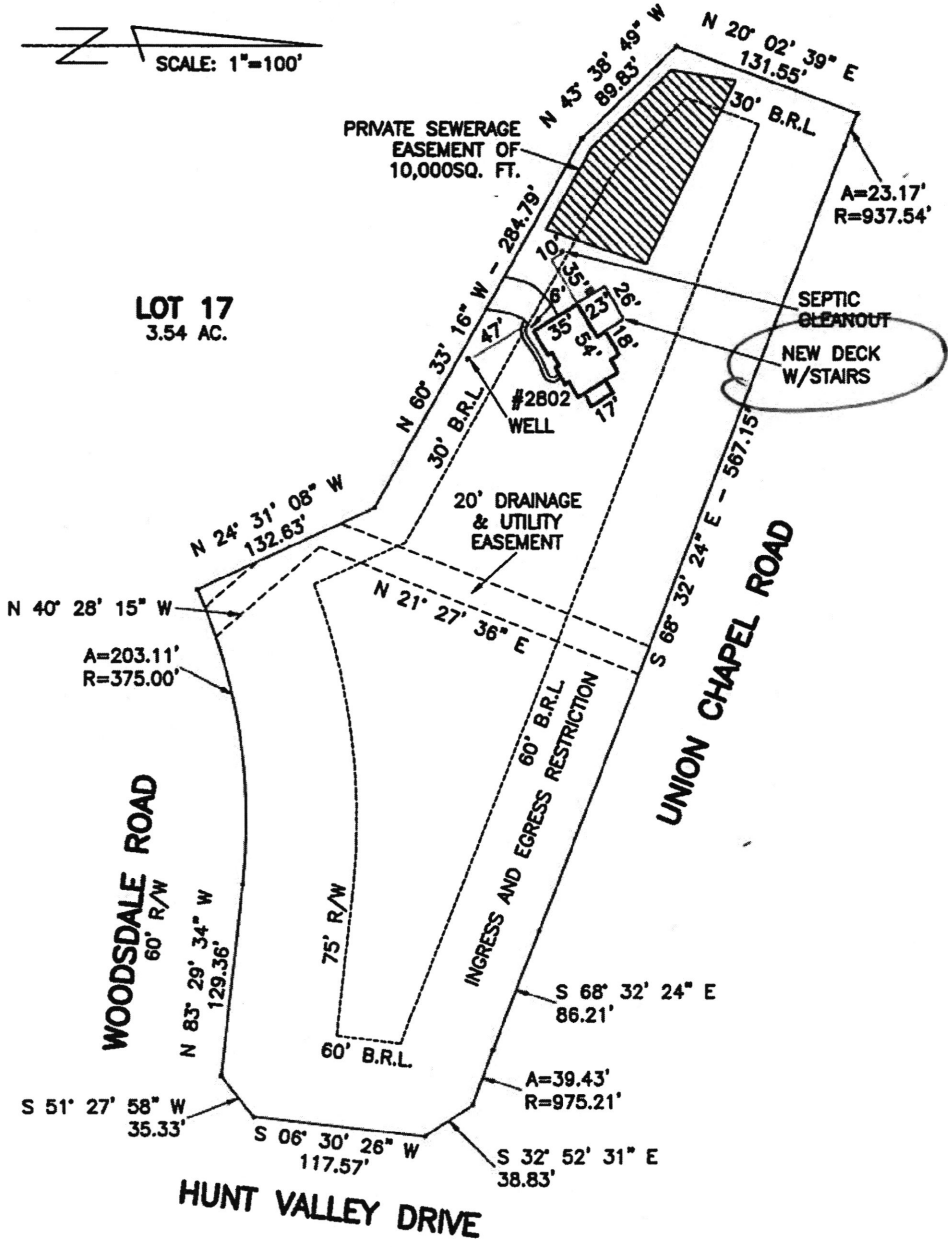 SCALE: 1"=100'
N 20° 02' 39" E
131.55'
N 43° 38' 49" W
89.83'
30' B.R.L.
PRIVATE SEWERAGE
EASEMENT OF
10,000SQ. FT.
A=23.17'
R=937.54'
N 60° 33' 16" W - 284.79'
10'
35'
6'
23'
26'
18'
35'
54'
17'
47'
LOT 17
3.54 AC.
SEPTIC
CLEANOUT
NEW DECK
W/STAIRS
#2802
WELL
30' B.R.L.
S 68° 32' 24" E - 567.15'
20' DRAINAGE
& UTILITY
EASEMENT
N 24° 31' 08" W
132.63'
N 40° 28' 15" W
N 21° 27' 36" E
A=203.11'
R=375.00'
UNION CHAPEL ROAD
60' B.R.L.
INGRESS AND EGRESS RESTRICTION
WOODSDALE ROAD
60' R/W
N 83° 29' 34" W
129.36'
75' R/W
S 68° 32' 24" E
86.21'
60' B.R.L.
A=39.43'
R=975.21'
S 51° 27' 58" W
35.33'
S 06° 30' 26" W
117.57'
S 32° 52' 31" E
38.83'
HUNT VALLEY DRIVE